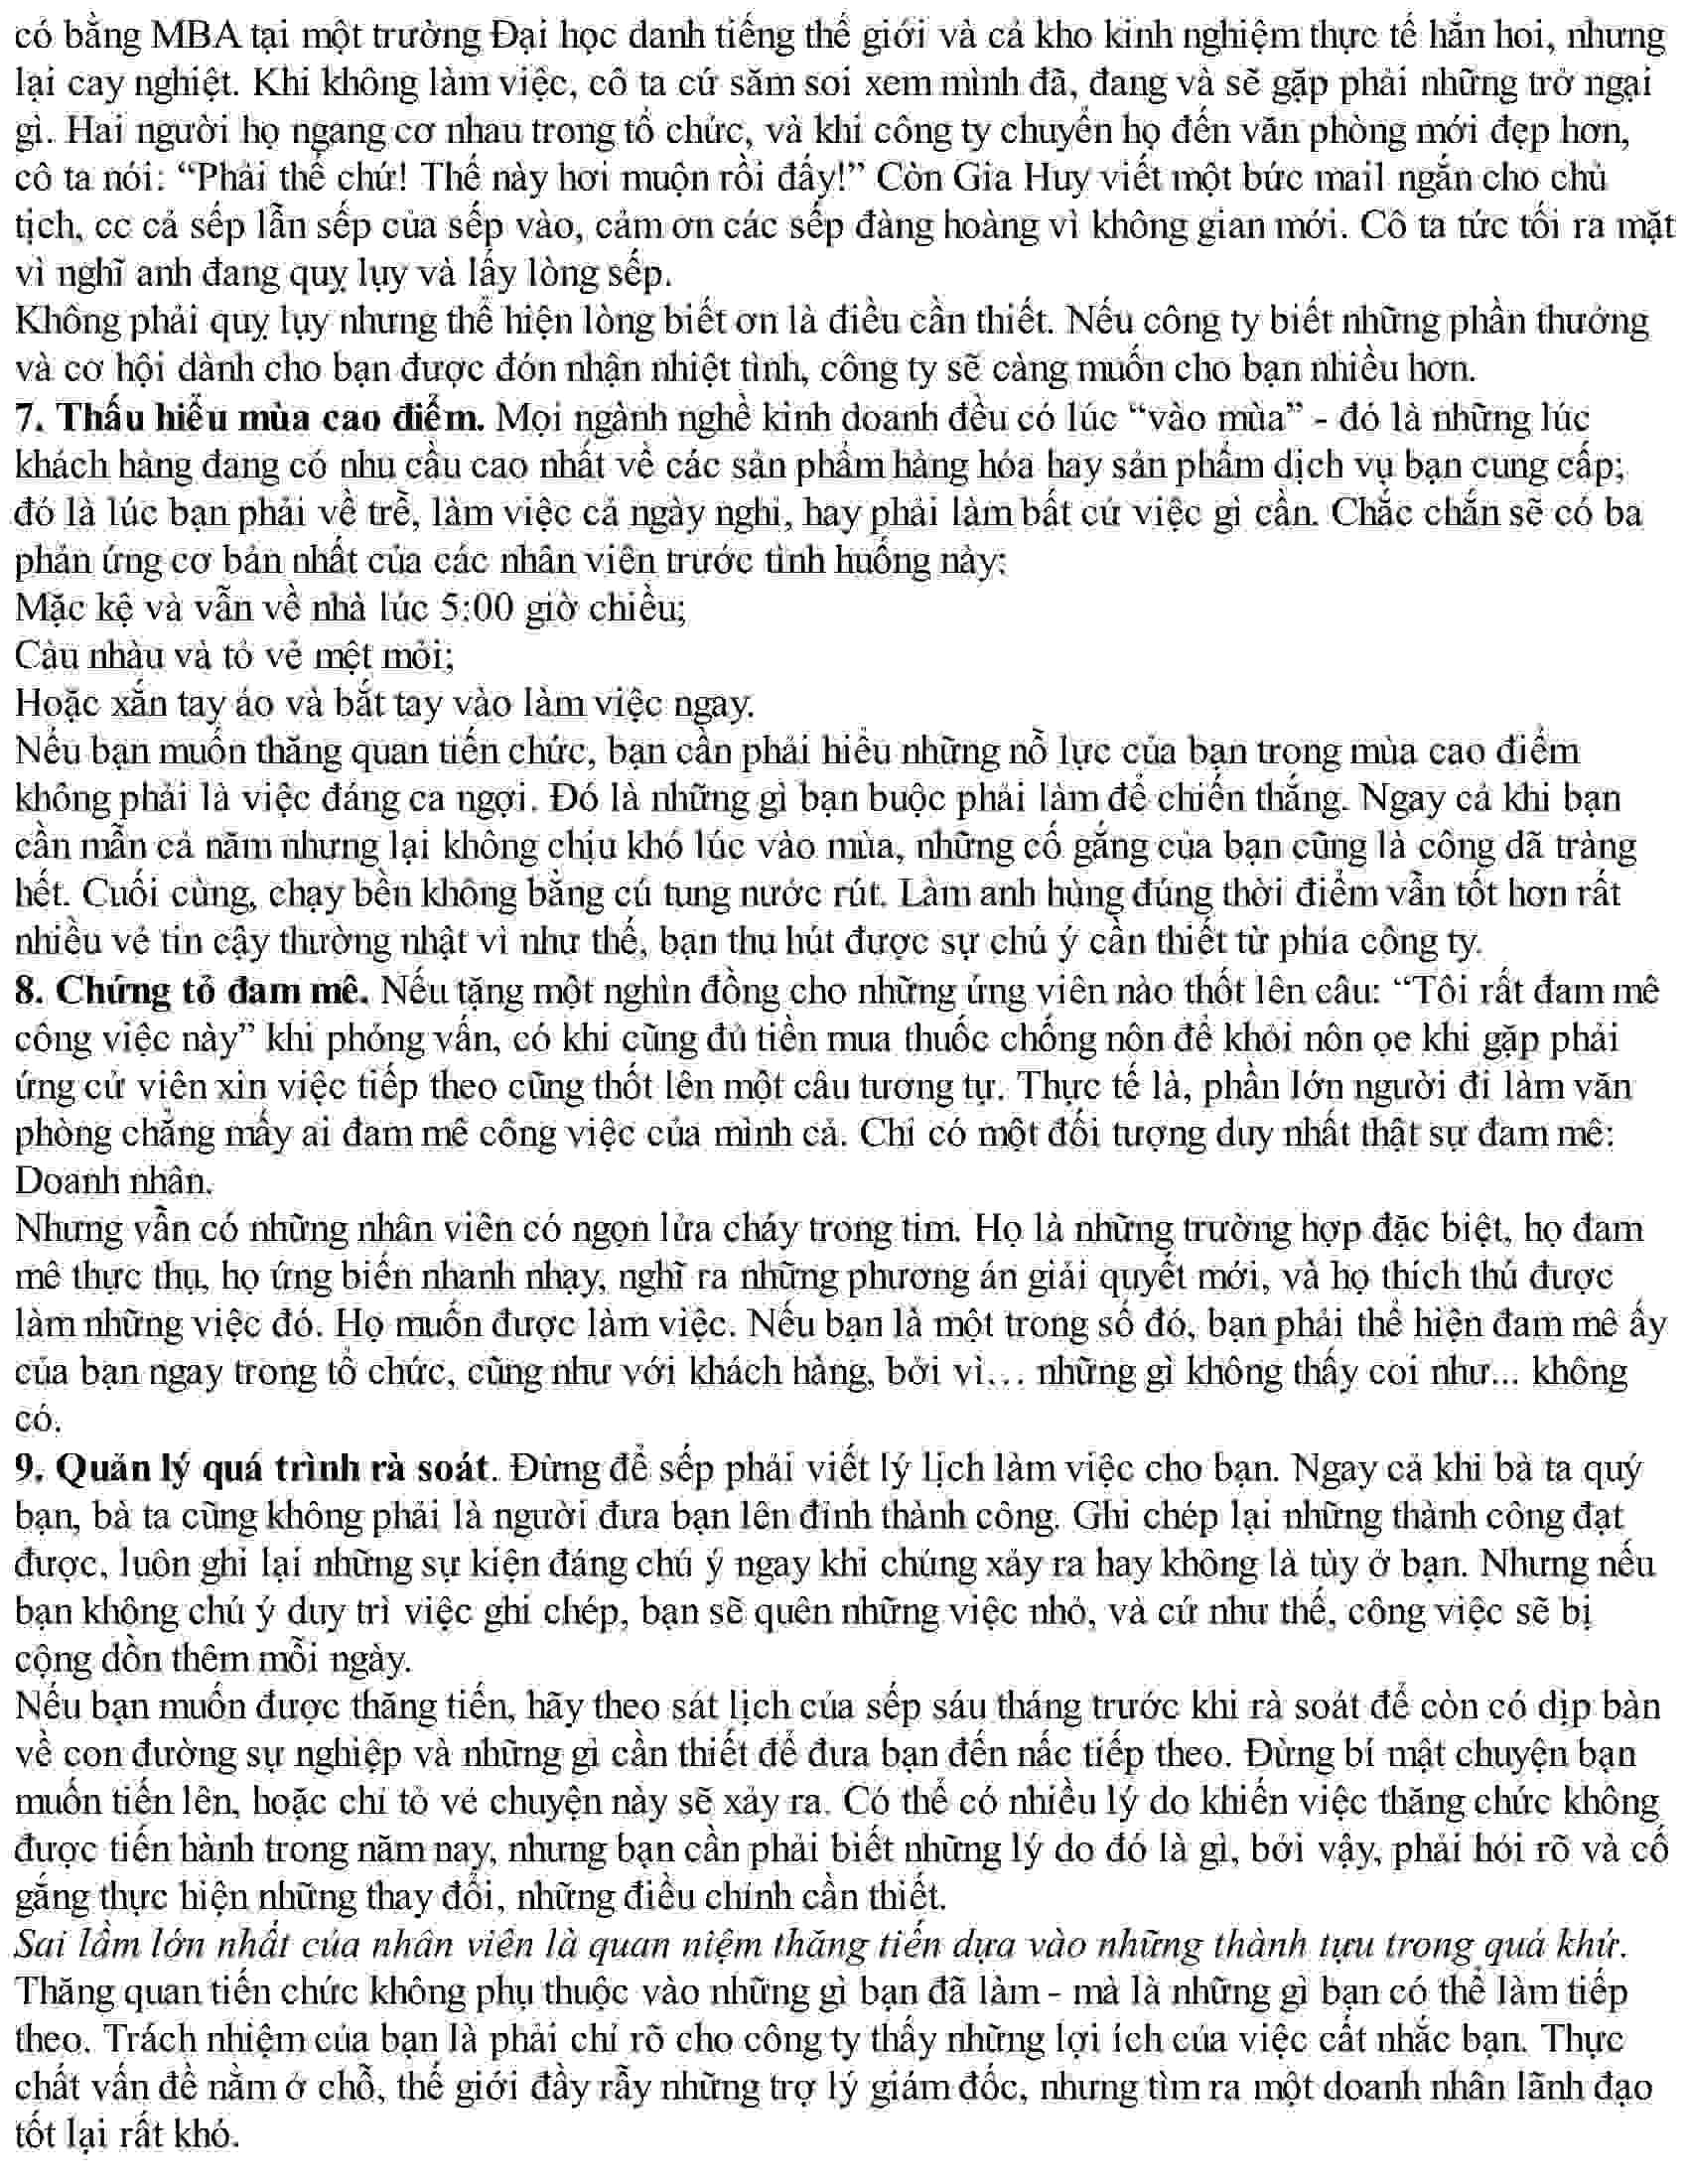 có bằng MBA tại một trường Đại học danh tiếng thế giới và cả kho kinh nghiệm thực tế hẳn hoi, nhưng
lại cay nghiệt. Khi không làm việc, cô ta cứ săm soi xem mình đã, đang và sẽ gặp phải những trở ngại
gì. Hai người họ ngang cơ nhau trong tổ chức, và khi công ty chuyển họ đến văn phòng mới đẹp hơn,
cô ta nói: “Phải thế chứ! Thế này hơi muộn rồi đấy!” Còn Gia Huy viết một bức mail ngắn cho chủ
tịch, cc cả sếp lẫn sếp của sếp vào, cảm ơn các sếp đàng hoàng vì không gian mới. Cô ta tức tối ra mặt
vì nghĩ anh đang quỵ lụy và lấy lòng sếp.
Không phải quỵ lụy nhưng thể hiện lòng biết ơn là điều cần thiết. Nếu công ty biết những phần thưởng
và cơ hội dành cho bạn được đón nhận nhiệt tình, công ty sẽ càng muốn cho bạn nhiều hơn.
7. Thấu hiểu mùa cao điểm. Mọi ngành nghề kinh doanh đều có lúc “vào mùa” - đó là những lúc
khách hàng đang có nhu cầu cao nhất về các sản phẩm hàng hóa hay sản phẩm dịch vụ bạn cung cấp;
đó là lúc bạn phải về trễ, làm việc cả ngày nghỉ, hay phải làm bất cứ việc gì cần. Chắc chắn sẽ có ba
phản ứng cơ bản nhất của các nhân viên trước tình huống này:
Mặc kệ và vẫn về nhà lúc 5:00 giờ chiều;
Càu nhàu và tỏ vẻ mệt mỏi;
Hoặc xắn tay áo và bắt tay vào làm việc ngay.
Nếu bạn muốn thăng quan tiến chức, bạn cần phải hiểu những nỗ lực của bạn trong mùa cao điểm
không phải là việc đáng ca ngợi. Đó là những gì bạn buộc phải làm để chiến thắng. Ngay cả khi bạn
cần mẫn cả năm nhưng lại không chịu khó lúc vào mùa, những cố gắng của bạn cũng là công dã tràng
hết. Cuối cùng, chạy bền không bằng cú tung nước rút. Làm anh hùng đúng thời điểm vẫn tốt hơn rất
nhiều vẻ tin cậy thường nhật vì như thế, bạn thu hút được sự chú ý cần thiết từ phía công ty.
8. Chứng tỏ đam mê. Nếu tặng một nghìn đồng cho những ứng viên nào thốt lên câu: “Tôi rất đam mê
công việc này” khi phỏng vấn, có khi cũng đủ tiền mua thuốc chống nôn để khỏi nôn ọe khi gặp phải
ứng cử viên xin việc tiếp theo cũng thốt lên một câu tương tự. Thực tế là, phần lớn người đi làm văn
phòng chẳng mấy ai đam mê công việc của mình cả. Chỉ có một đối tượng duy nhất thật sự đam mê:
Doanh nhân.
Nhưng vẫn có những nhân viên có ngọn lửa cháy trong tim. Họ là những trường hợp đặc biệt, họ đam
mê thực thụ, họ ứng biến nhanh nhạy, nghĩ ra những phương án giải quyết mới, và họ thích thú được
làm những việc đó. Họ muốn được làm việc. Nếu bạn là một trong số đó, bạn phải thể hiện đam mê ấy
của bạn ngay trong tổ chức, cũng như với khách hàng, bởi vì… những gì không thấy coi như... không
có.
9. Quản lý quá trình rà soát. Đừng để sếp phải viết lý lịch làm việc cho bạn. Ngay cả khi bà ta quý
bạn, bà ta cũng không phải là người đưa bạn lên đỉnh thành công. Ghi chép lại những thành công đạt
được, luôn ghi lại những sự kiện đáng chú ý ngay khi chúng xảy ra hay không là tùy ở bạn. Nhưng nếu
bạn không chú ý duy trì việc ghi chép, bạn sẽ quên những việc nhỏ, và cứ như thế, công việc sẽ bị
cộng dồn thêm mỗi ngày.
Nếu bạn muốn được thăng tiến, hãy theo sát lịch của sếp sáu tháng trước khi rà soát để còn có dịp bàn
về con đường sự nghiệp và những gì cần thiết để đưa bạn đến nấc tiếp theo. Đừng bí mật chuyện bạn
muốn tiến lên, hoặc chỉ tỏ vẻ chuyện này sẽ xảy ra. Có thể có nhiều lý do khiến việc thăng chức không
được tiến hành trong năm nay, nhưng bạn cần phải biết những lý do đó là gì, bởi vậy, phải hỏi rõ và cố
gắng thực hiện những thay đổi, những điều chỉnh cần thiết.
Sai lầm lớn nhất của nhân viên là quan niệm thăng tiến dựa vào những thành tựu trong quá khứ.
Thăng quan tiến chức không phụ thuộc vào những gì bạn đã làm - mà là những gì bạn có thể làm tiếp
theo. Trách nhiệm của bạn là phải chỉ rõ cho công ty thấy những lợi ích của việc cất nhắc bạn. Thực
chất vấn đề nằm ở chỗ, thế giới đầy rẫy những trợ lý giám đốc, nhưng tìm ra một doanh nhân lãnh đạo
tốt lại rất khó.